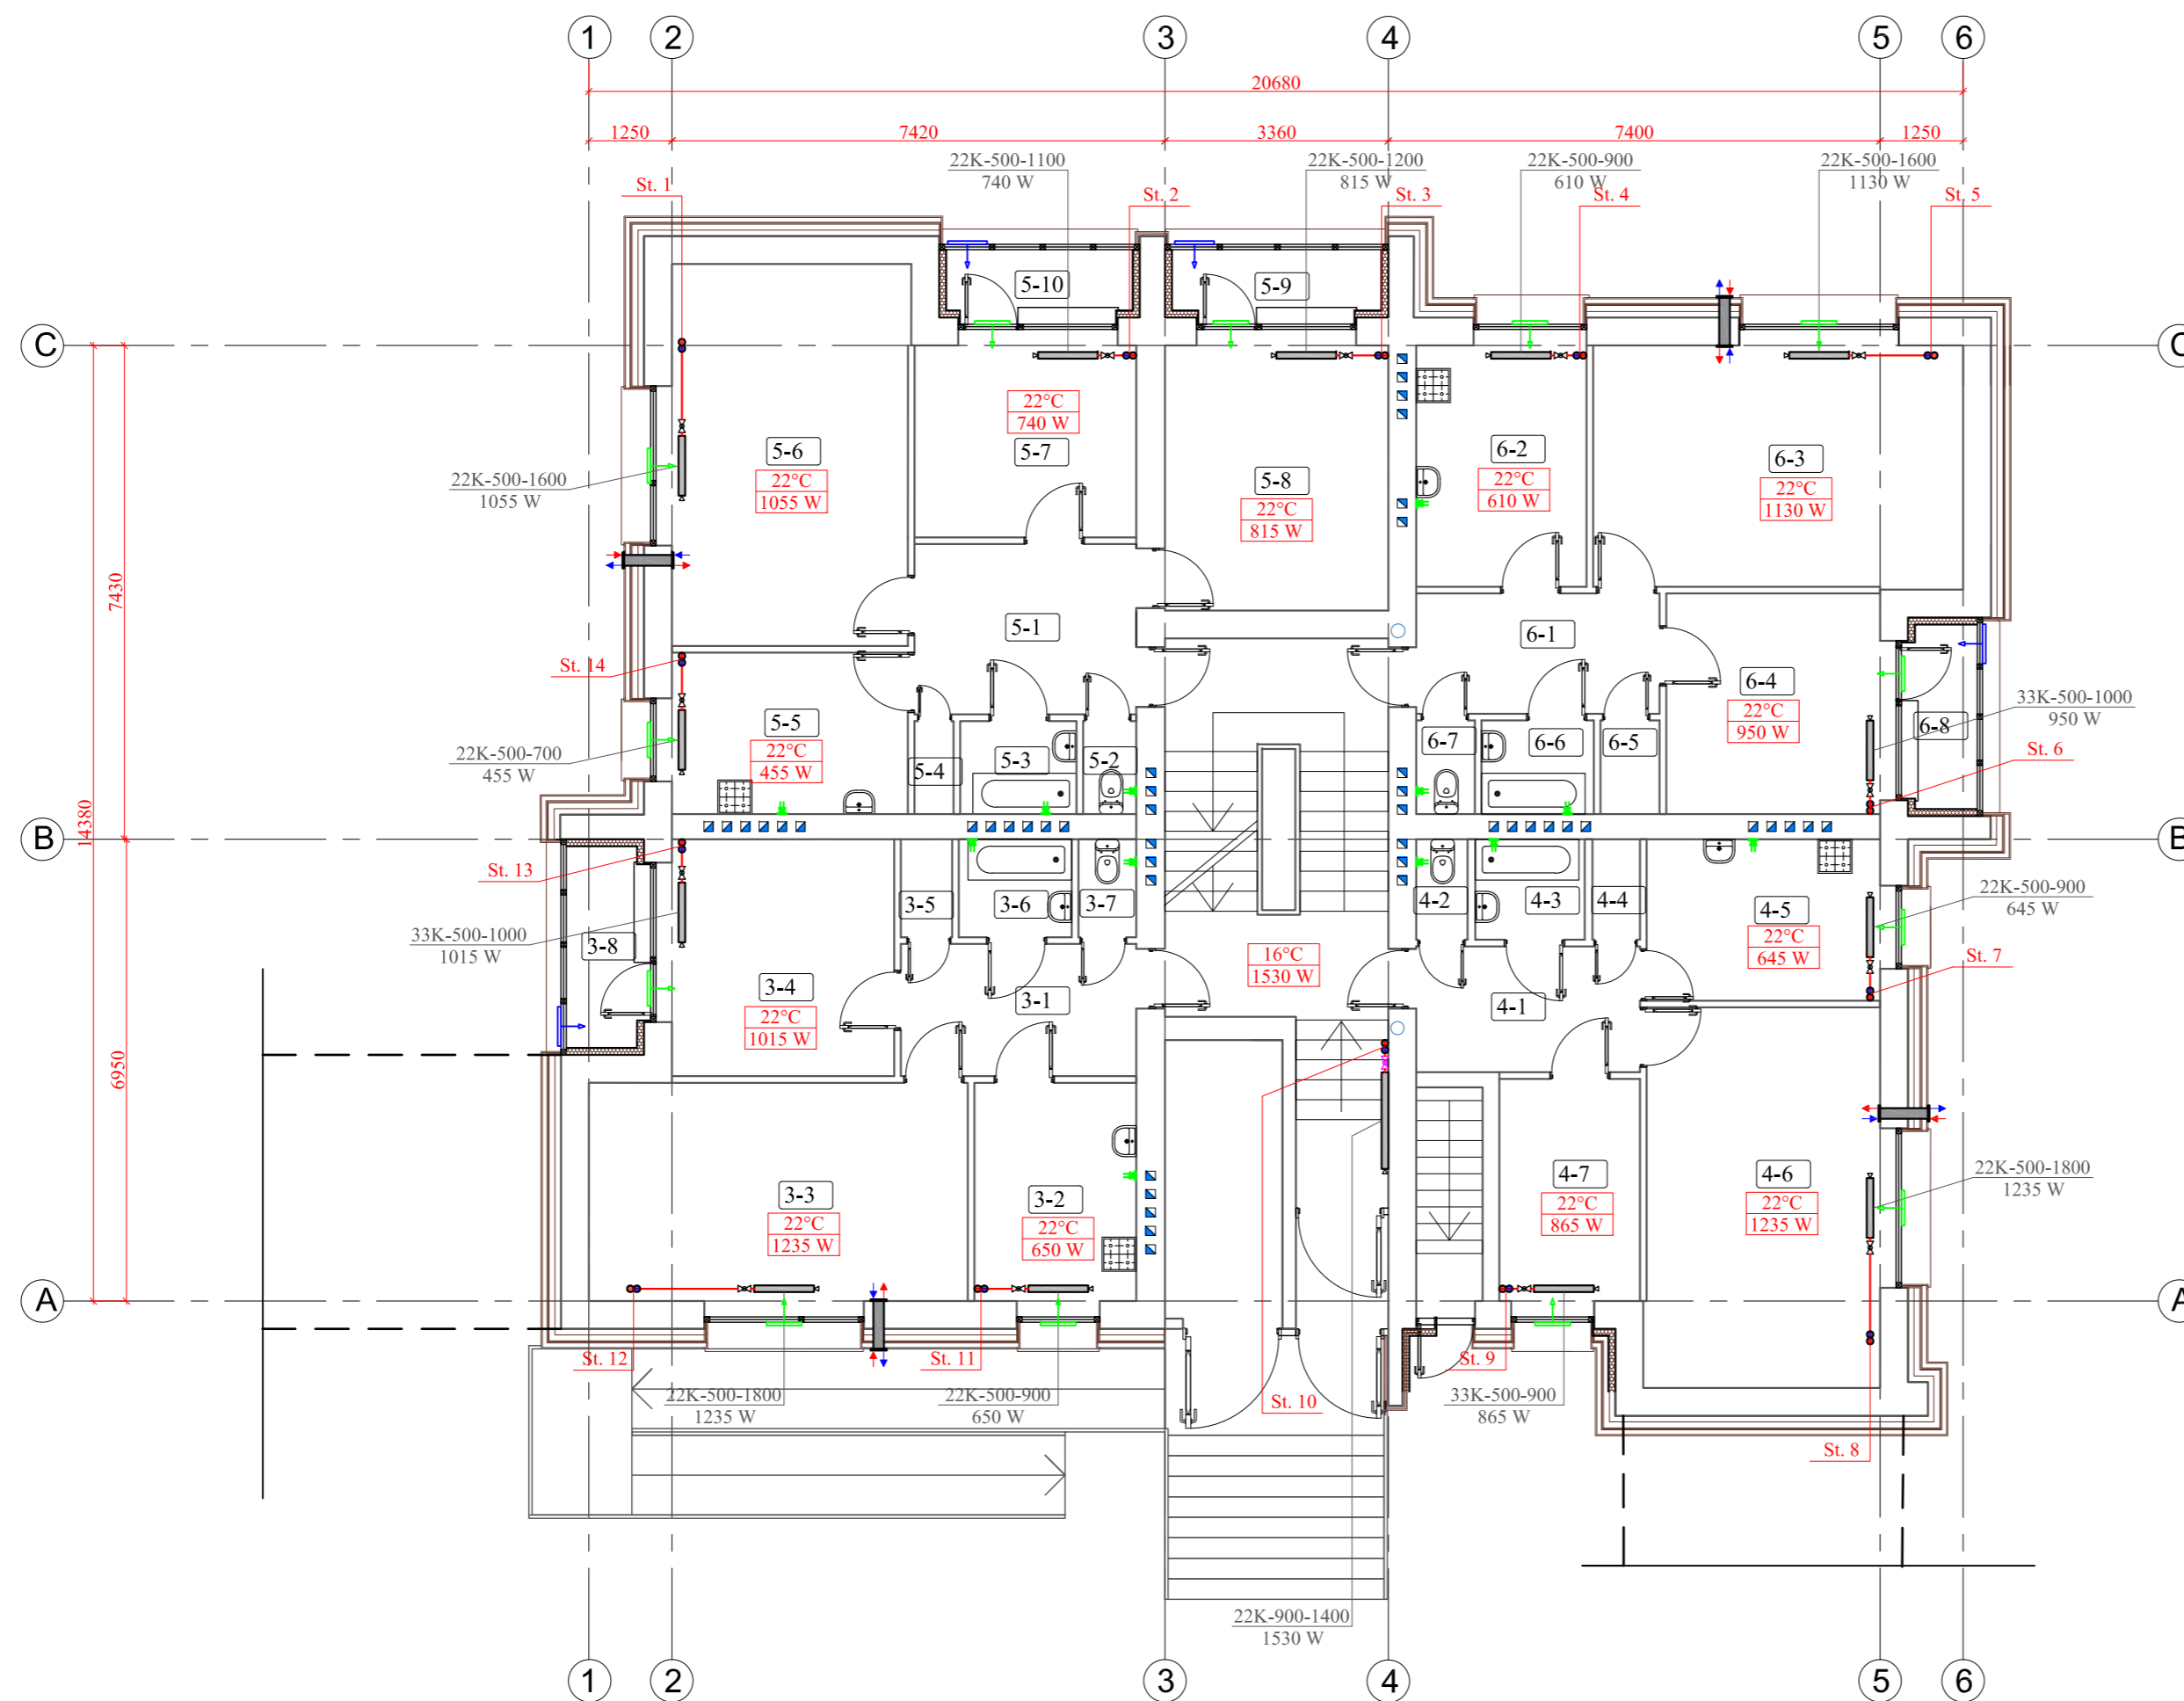 1 2 3 4 5 6
20680
1250 7420 3360 7400 1250
22K-500-1100
740 W
22K-500-1200
815 W
22K-500-900
610 W
22K-500-1600
1130 W
St. 1
St. 2
St. 3
St. 4
St. 5
5-10
5-9
C
C
22°C
740 W
5-7
5-6
22°C
1055 W
5-8
22°C
815 W
6-2
22°C
610 W
6-3
22°C
1130 W
22K-500-1600
1055 W
7430
5-1
6-1
St. 14
6-4
22°C
950 W
33K-500-1000
950 W
6-8
St. 6
5-5
22°C
455 W
22K-500-700
455 W
5-4
5-3
5-2
6-7
6-6
6-5
14380
B
B
St. 13
3-5
3-6
3-7
4-2
4-3
4-4
4-5
22°C
645 W
22K-500-900
645 W
St. 7
33K-500-1000
1015 W
3-8
16°C
1530 W
3-4
22°C
1015 W
3-1
4-1
6950
3-3
22°C
1235 W
3-2
22°C
650 W
4-7
22°C
865 W
4-6
22°C
1235 W
22K-500-1800
1235 W
A
A
St. 12
St. 11
St. 9
22K-500-1800
1235 W
22K-500-900
650 W
St. 10
33K-500-900
865 W
St. 8
22K-900-1400
1530 W
1 2 3 4 5 6